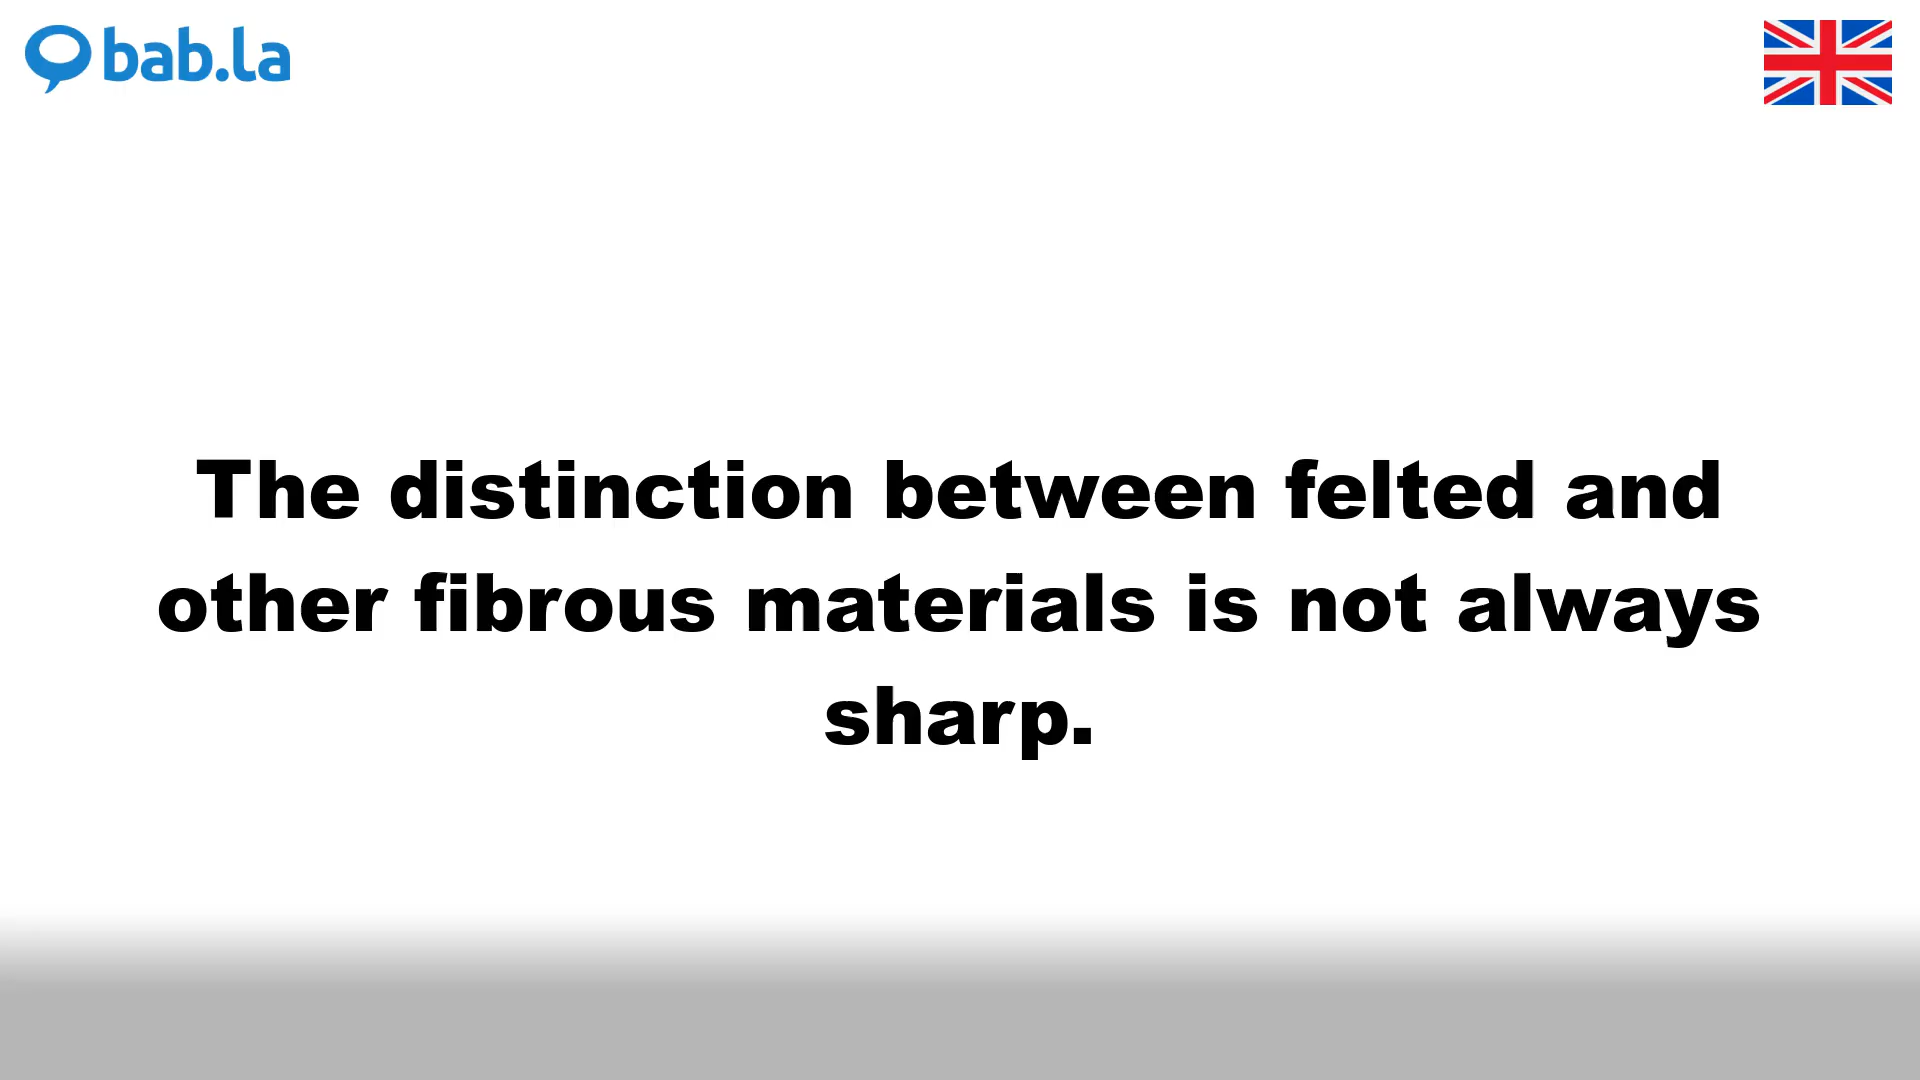 bab.la
The distinction between felted and
other fibrous materials is not always
sharp.